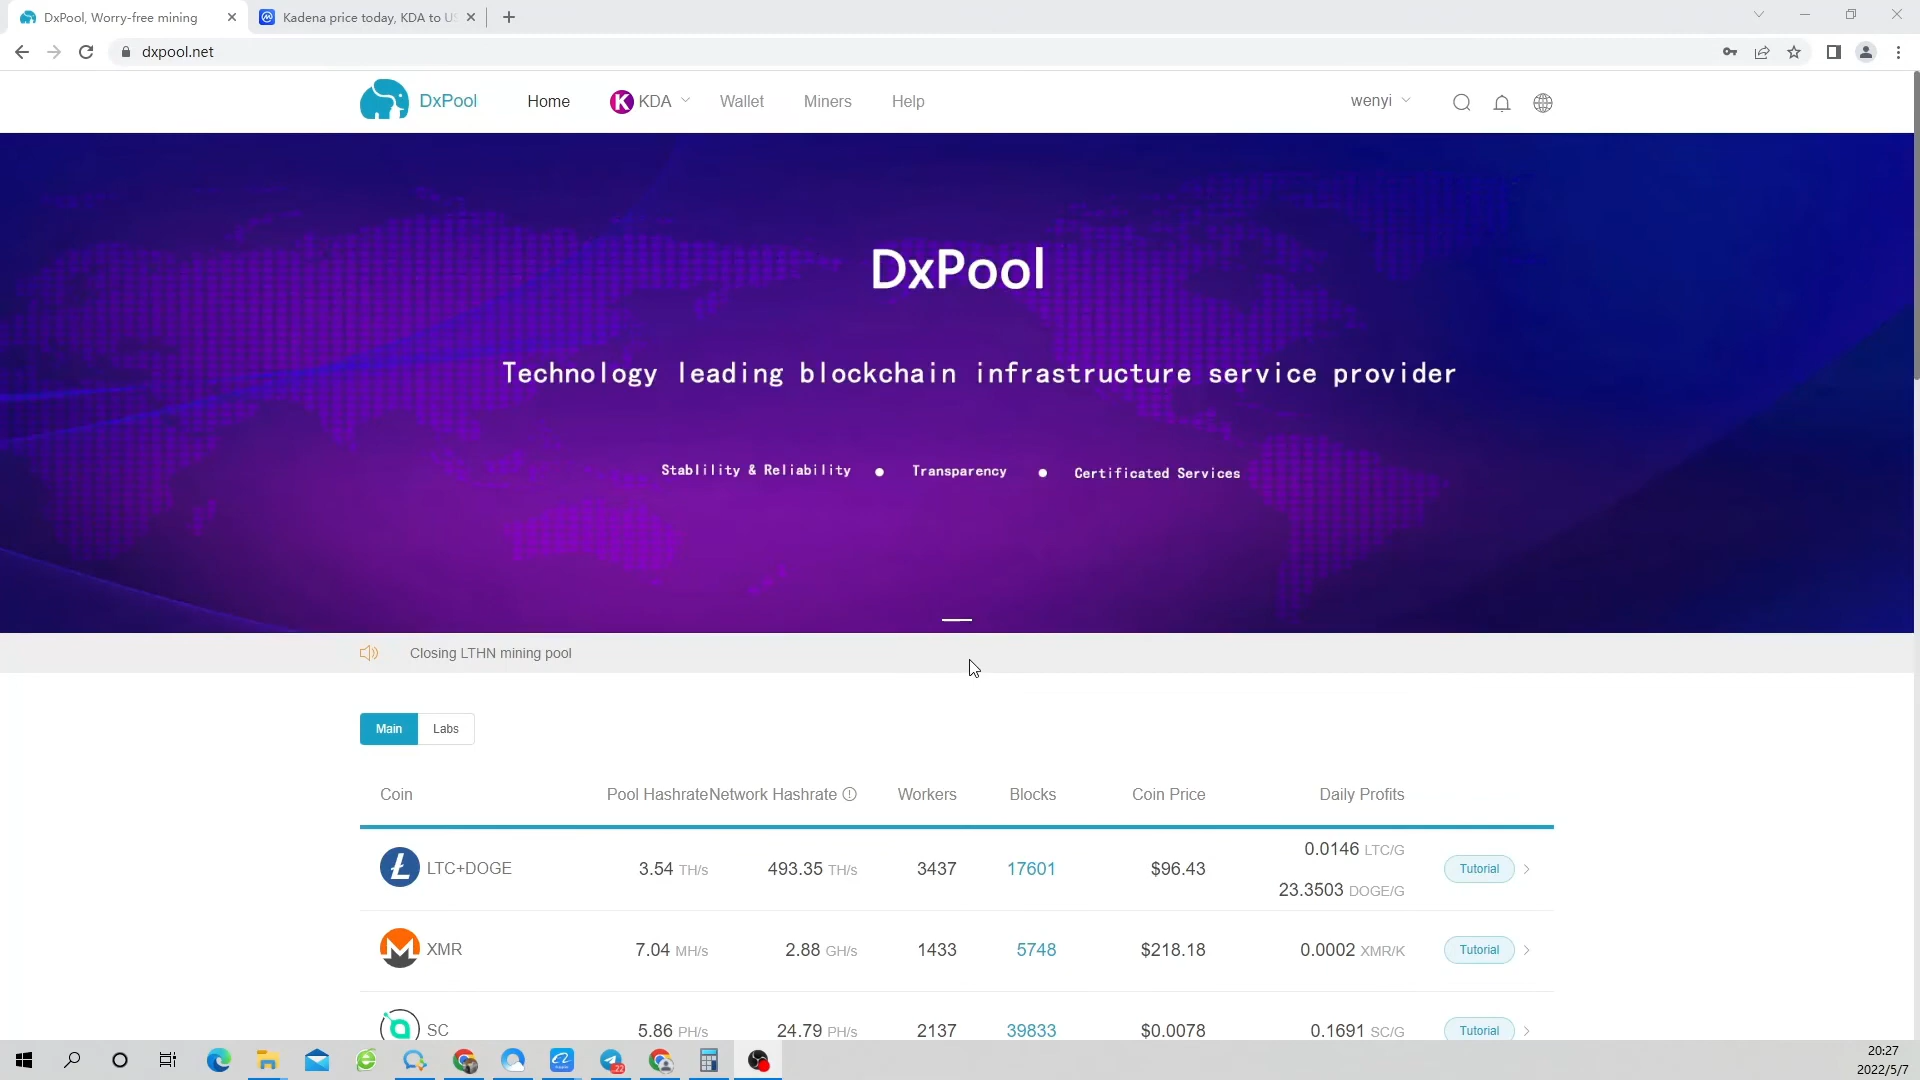 DxPool, Worry-free mining
Kadena price today, KDA to US
dxpool.net
DxPool
Home
KDA
Wallet
Miners
Help
wenyi
DxPool
Technology leading blockchain infrastructure service provider
Stablility & Reliability
Transparency
Certificated Services
Closing LTHN mining pool
Main
Labs
Coin Pool Hashrate Network Hashrate Workers Blocks Coin Price Daily Profits
LTC+DOGE 3.54 TH/s 493.35 TH/s 3437 17601 $96.43 0.0146 LTC/G
23.3503 DOGE/G
Tutorial
XMR 7.04 MH/s 2.88 GH/s 1433 5748 $218.18 0.0002 XMR/K Tutorial
SC 5.86 PH/s 24.79 PH/s 2137 39833 $0.0078 0.1691 SC/G Tutorial
22
20:27
2022/5/7